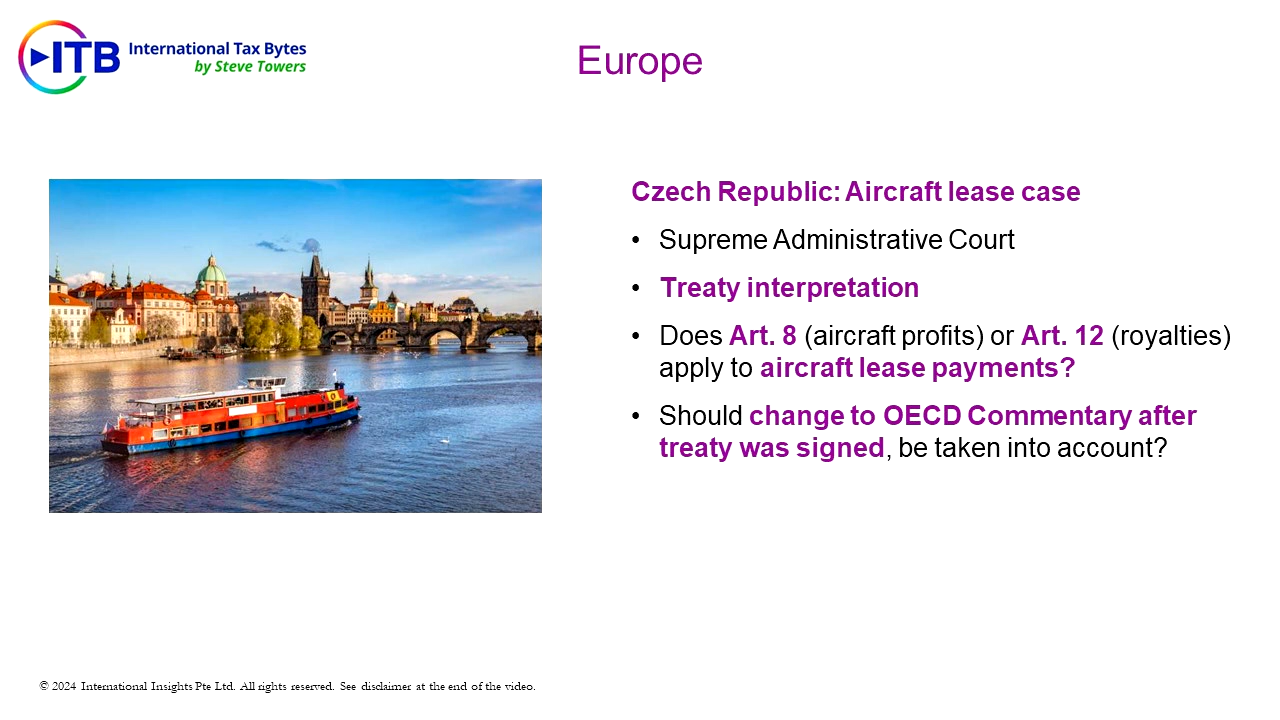 ITB International Tax Bytes
by Steve Towers
Europe
Czech Republic: Aircraft lease case
• Supreme Administrative Court
• Treaty interpretation
• Does Art. 8 (aircraft profits) or Art. 12 (royalties)
apply to aircraft lease payments?
• Should change to OECD Commentary after
treaty was signed, be taken into account?
© 2024 International Insights Pte Ltd. All rights reserved. See disclaimer at the end of the video.